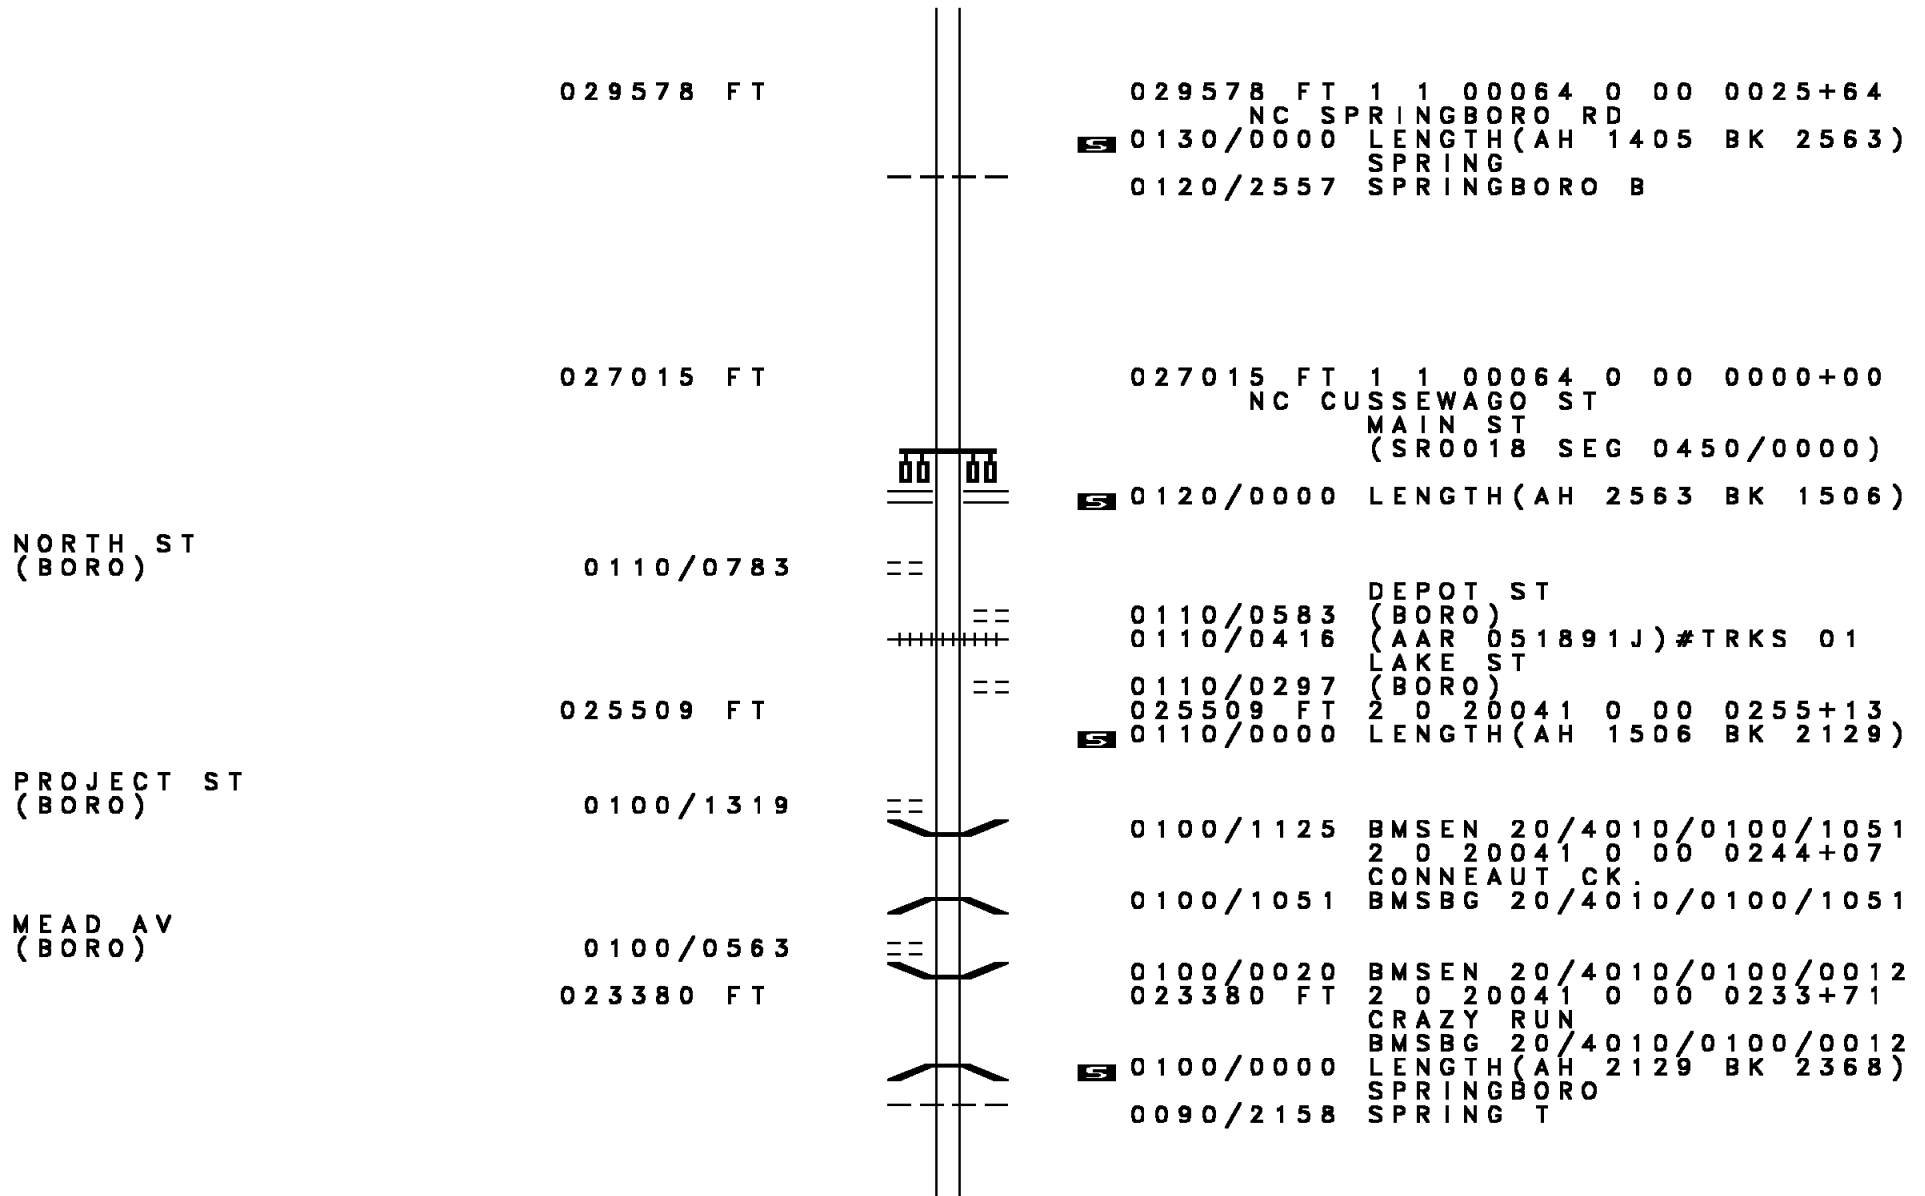 029578 FT 029578 FT 1 1 00064 0 00 0025+64
NC SPRINGBORO RD
S 0130/0000 LENGTH(AH 1405 BK 2563)
SPRING
0120/2557 SPRINGBORO B
027015 FT 027015 FT 1 1 00064 0 00 0000+00
NC CUSSEWAGO ST
MAIN ST
(SR0018 SEG 0450/0000)
S 0120/0000 LENGTH(AH 2563 BK 1506)
NORTH ST
(BORO) 0110/0783
DEPOT ST
0110/0583 (BORO)
0110/0416 (AAR 051891J)#TRKS 01
LAKE ST
0110/0297 (BORO)
025509 FT 025509 FT 2 0 20041 0 00 0255+13
S 0110/0000 LENGTH(AH 1506 BK 2129)
PROJECT ST
(BORO) 0100/1319
0100/1125 BMSEN 20/4010/0100/1051
2 0 20041 0 00 0244+07
CONNEAUT CK.
0100/1051 BMSBG 20/4010/0100/1051
MEAD AV
(BORO) 0100/0563
0100/0020 BMSEN 20/4010/0100/0012
023380 FT 023380 FT 2 0 20041 0 00 0233+71
CRAZY RUN
BMSBG 20/4010/0100/0012
S 0100/0000 LENGTH(AH 2129 BK 2368)
SPRINGBORO
0090/2158 SPRING T